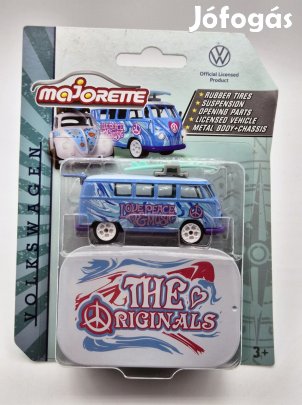 Jófogás
majorette
Official Licensed
Product
RUBBER TIRES
SUSPENSION
OPENING PARTS
LICENSED VEHICLE
METAL BODY+CHASSIS
VOLKSWAGEN
LOVE PEACE
& MUSIC
THE
ORIGINALS
3+